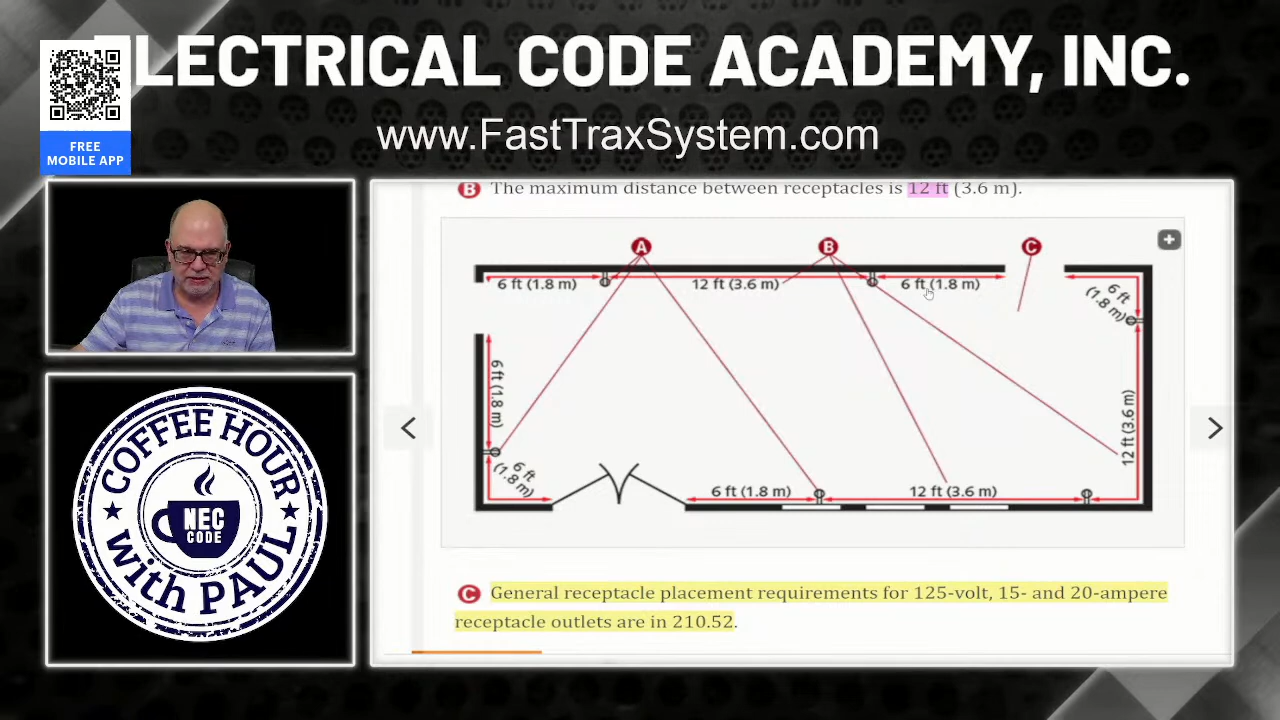 ELECTRICAL CODE ACADEMY, INC.
www.FastTraxSystem.com
FREE
MOBILE APP
B The maximum distance between receptacles is 12 ft (3.6 m).
A
B
C
6 ft (1.8 m)
12 ft (3.6 m)
6 ft (1.8 m)
6 ft
(1.8 m)
6 ft (1.8 m)
12 ft (3.6 m)
6 ft
(1.8 m)
6 ft (1.8 m)
12 ft (3.6 m)
C General receptacle placement requirements for 125-volt, 15- and 20-ampere
receptacle outlets are in 210.52.
COFFEE HOUR
NEC
CODE
with PAUL